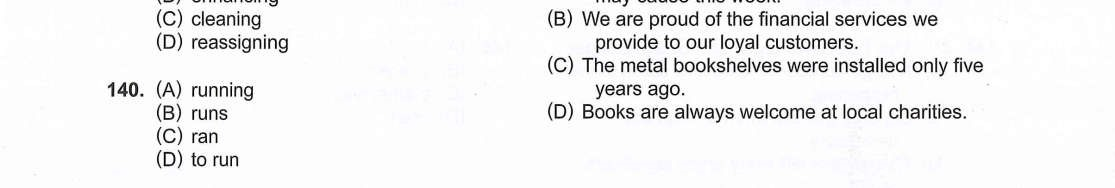 (C) cleaning
(D) reassigning
140. (A) running
(B) runs
(C) ran
(D) to run
(B) We are proud of the financial services we
provide to our loyal customers.
(C) The metal bookshelves were installed only five
years ago.
(D) Books are always welcome at local charities.